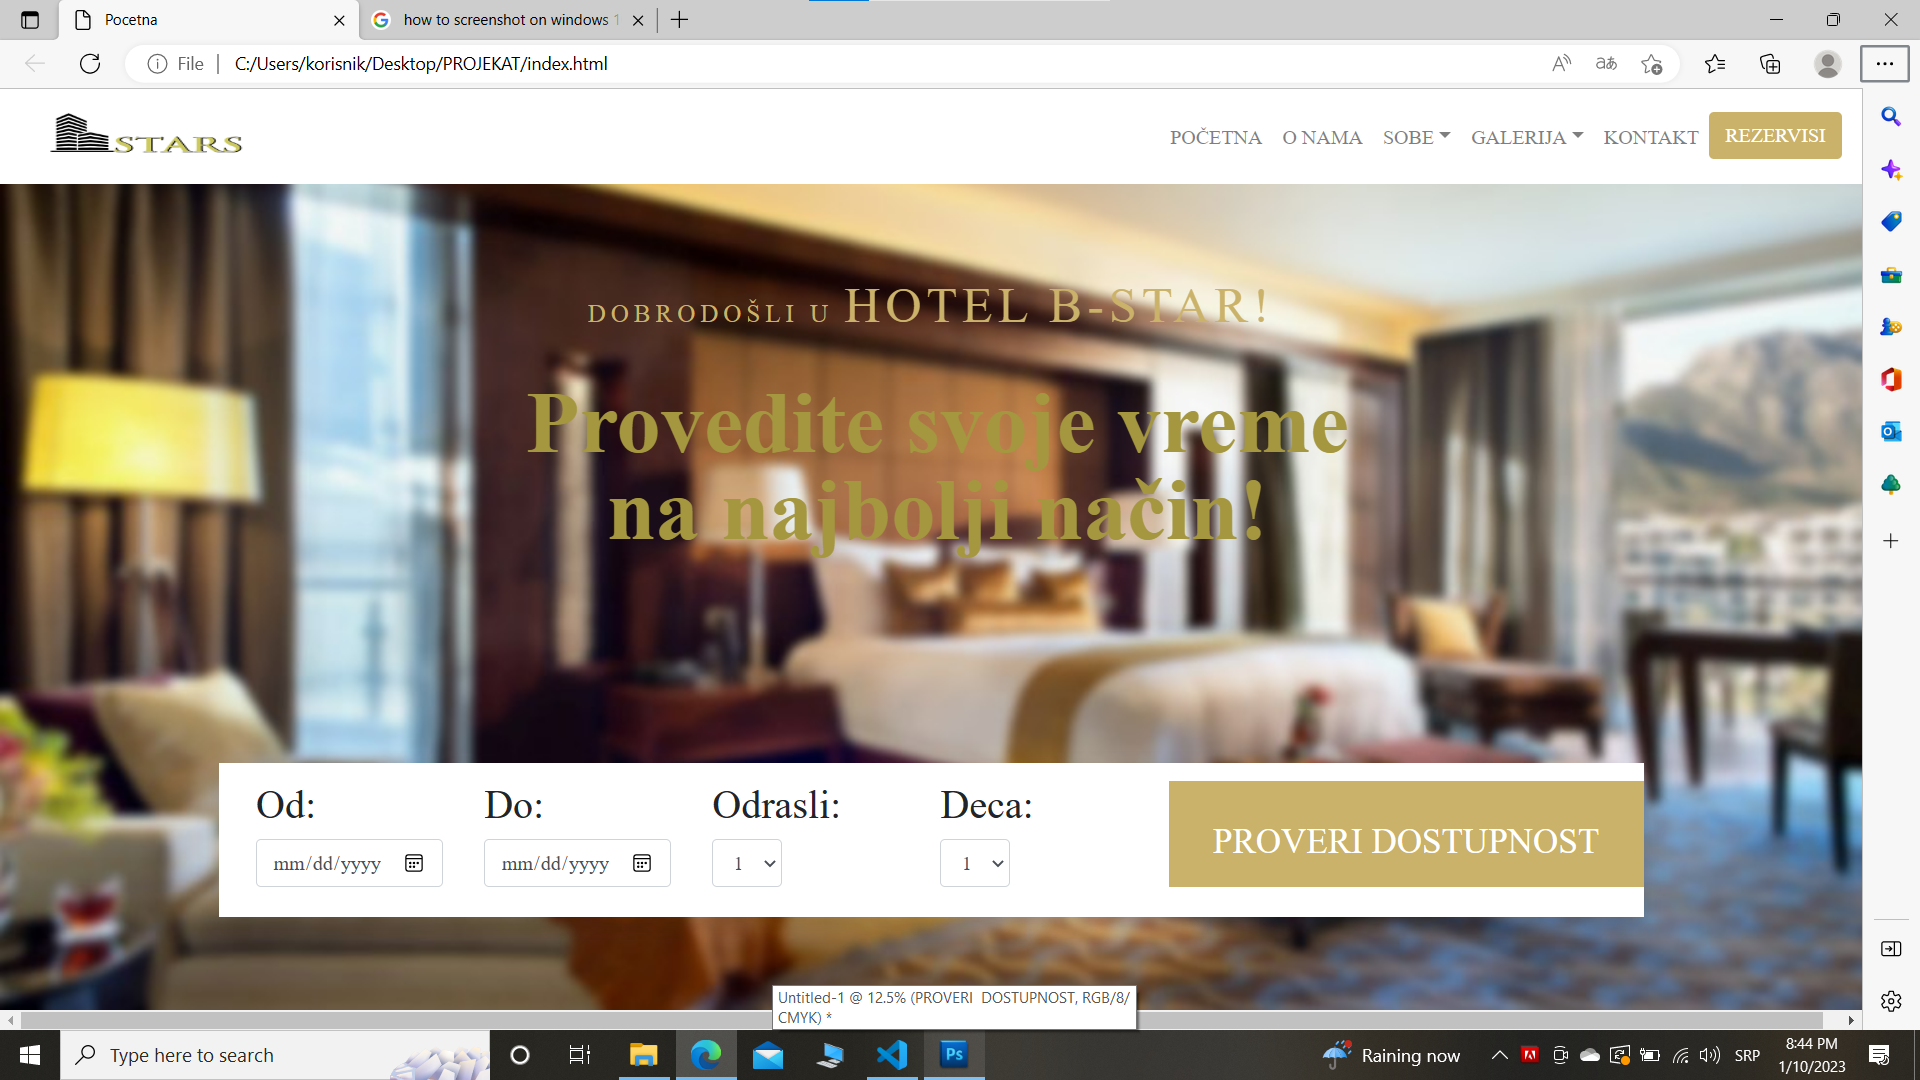 Pocetna
how to screenshot on windows 1
File
C:/Users/korisnik/Desktop/PROJEKAT/index.html
STARS
POČETNA O NAMA SOBE GALERIJA KONTAKT REZERVISI
DOBRODOŠLI U HOTEL B-STAR!
Provedite svoje vreme
na najbolji način!
Od: Do: Odrasli: Deca:
mm/dd/yyyy mm/dd/yyyy 1 1
PROVERI DOSTUPNOST
Untitled-1 @ 12.5% (PROVERI DOSTUPNOST, RGB/8/
CMYK) *
Type here to search
Ps
Raining now
SRP
8:44 PM
1/10/2023